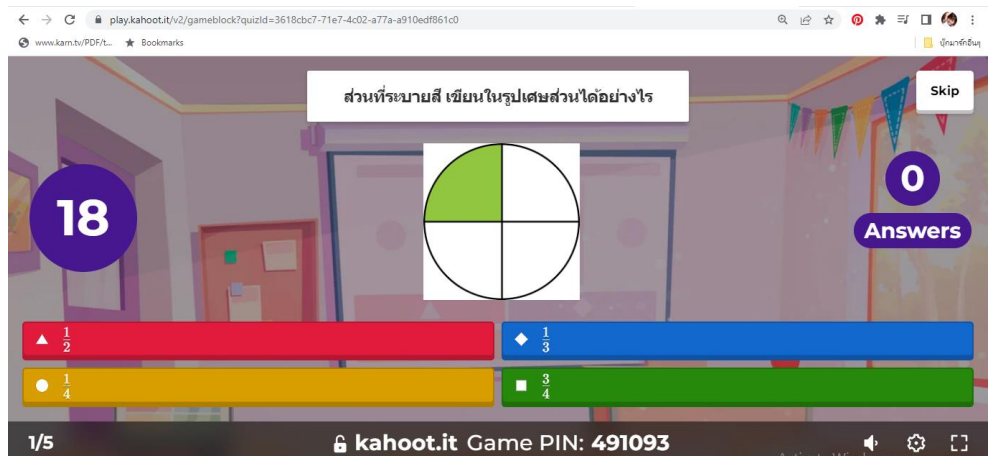 play.kahoot.it/v2/gameblock?quizId=3618cbc7-71e7-4c02-a77a-a910edf861c0
www.kam.tv/PDF/t... Bookmarks บุ๊กมาร์กอื่นๆ
ส่วนที่ระบายสี เขียนในรูปเศษส่วนได้อย่างไร
Skip
18
0
Answers
1/2
1/3
1/4
3/4
1/5 kahoot.it Game PIN: 491093